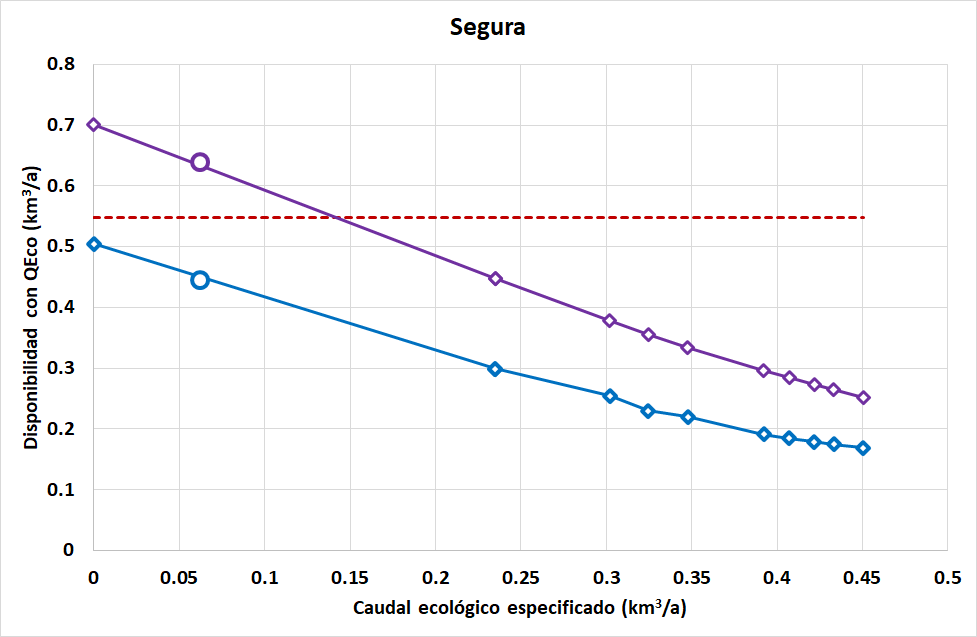 Segura
0.8
0.7
0.6
0.5
0.4
0.3
0.2
0.1
0
Disponibilidad con QEco (km³/a)
0 0.05 0.1 0.15 0.2 0.25 0.3 0.35 0.4 0.45 0.5
Caudal ecológico especificado (km³/a)